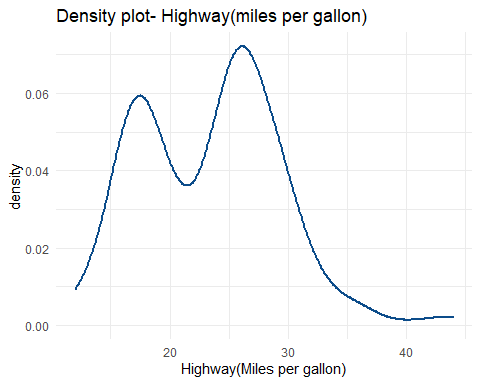 Density plot- Highway(miles per gallon)
density
0.06
0.04
0.02
0.00
20 30 40
Highway(Miles per gallon)